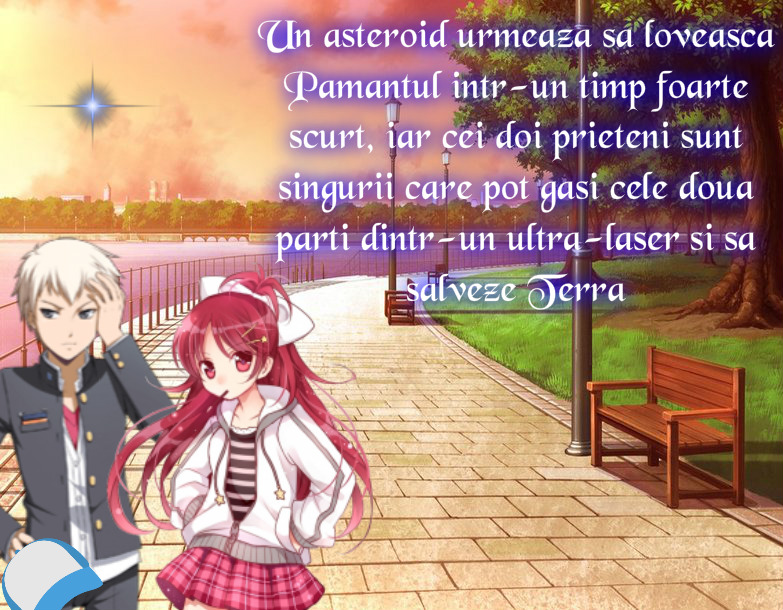 Un asteroid urmeaza sa loveasca
Pamantul intr-un timp foarte
scurt, iar cei doi prieteni sunt
singurii care pot gasi cele doua
parti dintr-un ultra-laser si sa
salveze Terra